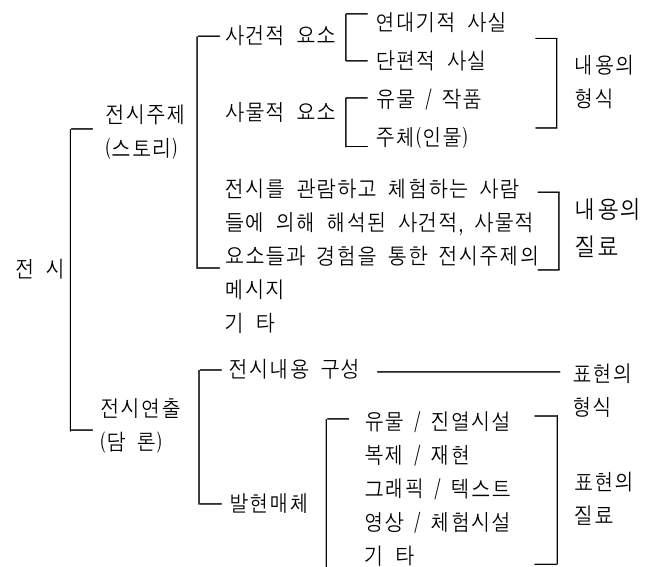 사건적 요소
연대기적 사실
단편적 사실
내용의
형식
전시주제
(스토리)
사물적 요소
유물 / 작품
주체(인물)
전시를 관람하고 체험하는 사람
들에 의해 해석된 사건적, 사물적
요소들과 경험을 통한 전시주제의
메시지
기 타
내용의
질료
전 시
전시내용 구성
표현의
형식
전시연출
(담 론)
발현매체
유물 / 진열시설
복제 / 재현
그래픽 / 텍스트
영상 / 체험시설
기 타
표현의
질료